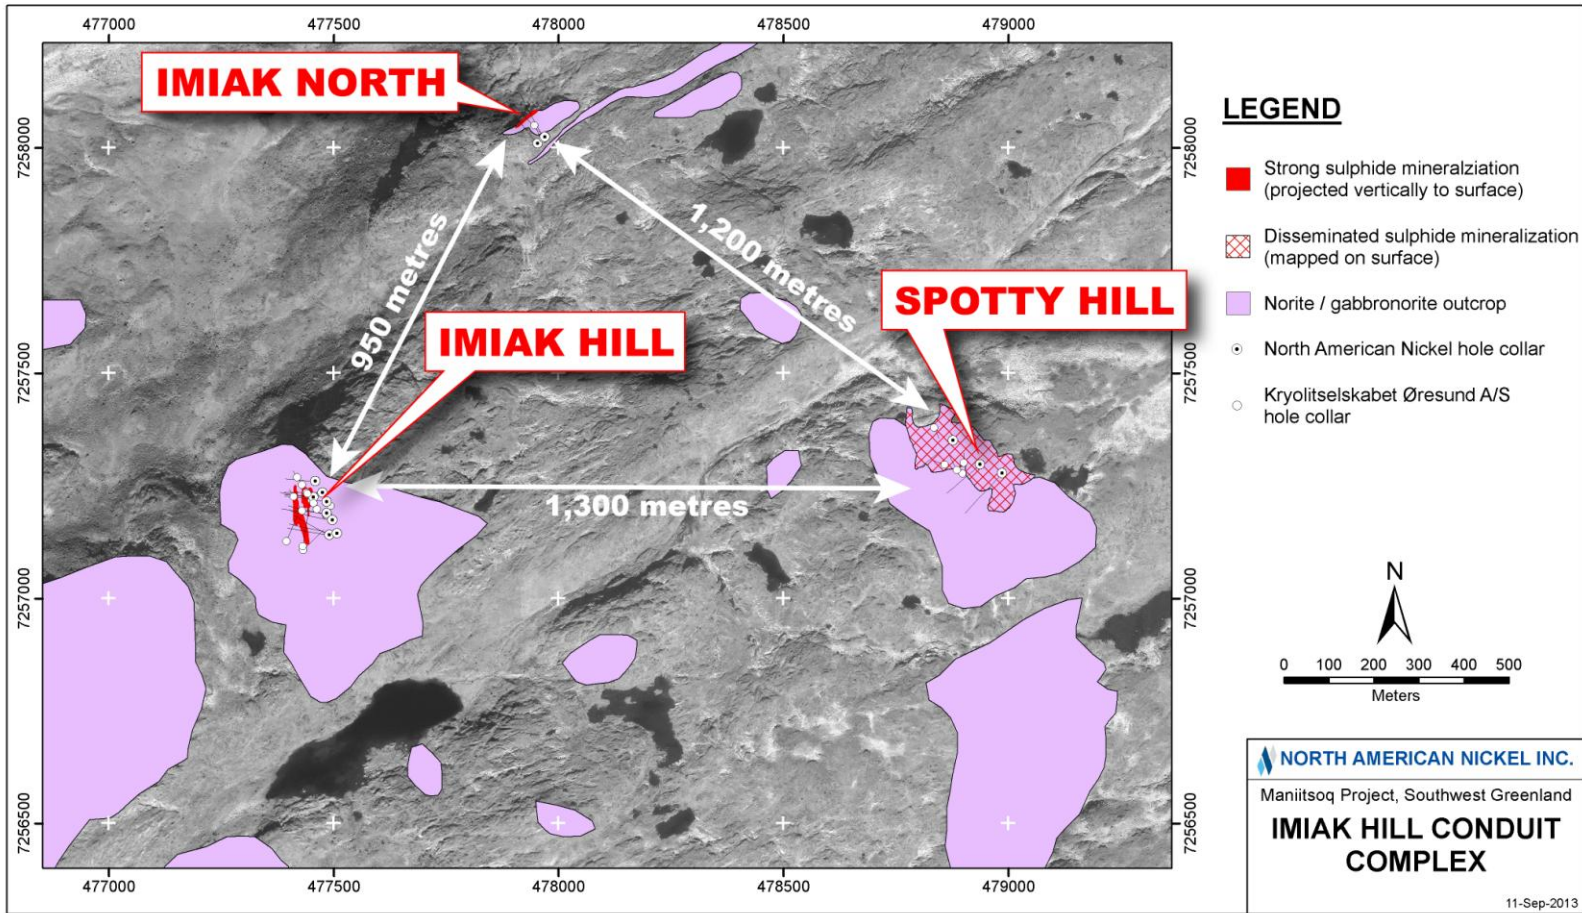 477000 477500 478000 478500 479000
IMIAK NORTH
7258000
7258000
950 metres
1,200 metres
SPOTTY HILL
IMIAK HILL
7257500
7257500
1,300 metres
7257000
7257000
7256500
7256500
477000 477500 478000 478500 479000
LEGEND
Strong sulphide mineralziation
(projected vertically to surface)
Disseminated sulphide mineralization
(mapped on surface)
Norite / gabbronorite outcrop
North American Nickel hole collar
Kryolitselskabet Øresund A/S
hole collar
N
0 100 200 300 400 500
Meters
NORTH AMERICAN NICKEL INC.
Maniitsoq Project, Southwest Greenland
IMIAK HILL CONDUIT
COMPLEX
11-Sep-2013